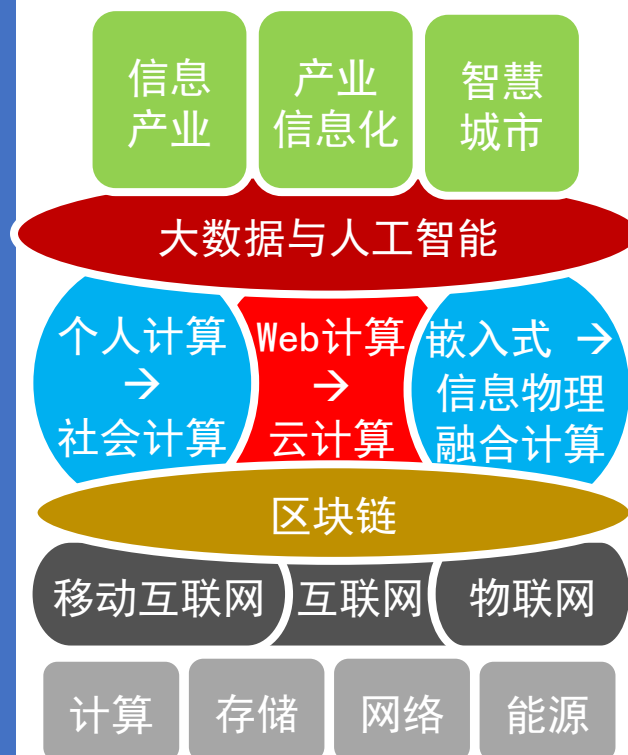 信息
产业
产业
信息化
智慧
城市
大数据与人工智能
个人计算
→
社会计算
Web计算
→
云计算
嵌入式 →
信息物理
融合计算
区块链
移动互联网
互联网
物联网
计算
存储
网络
能源